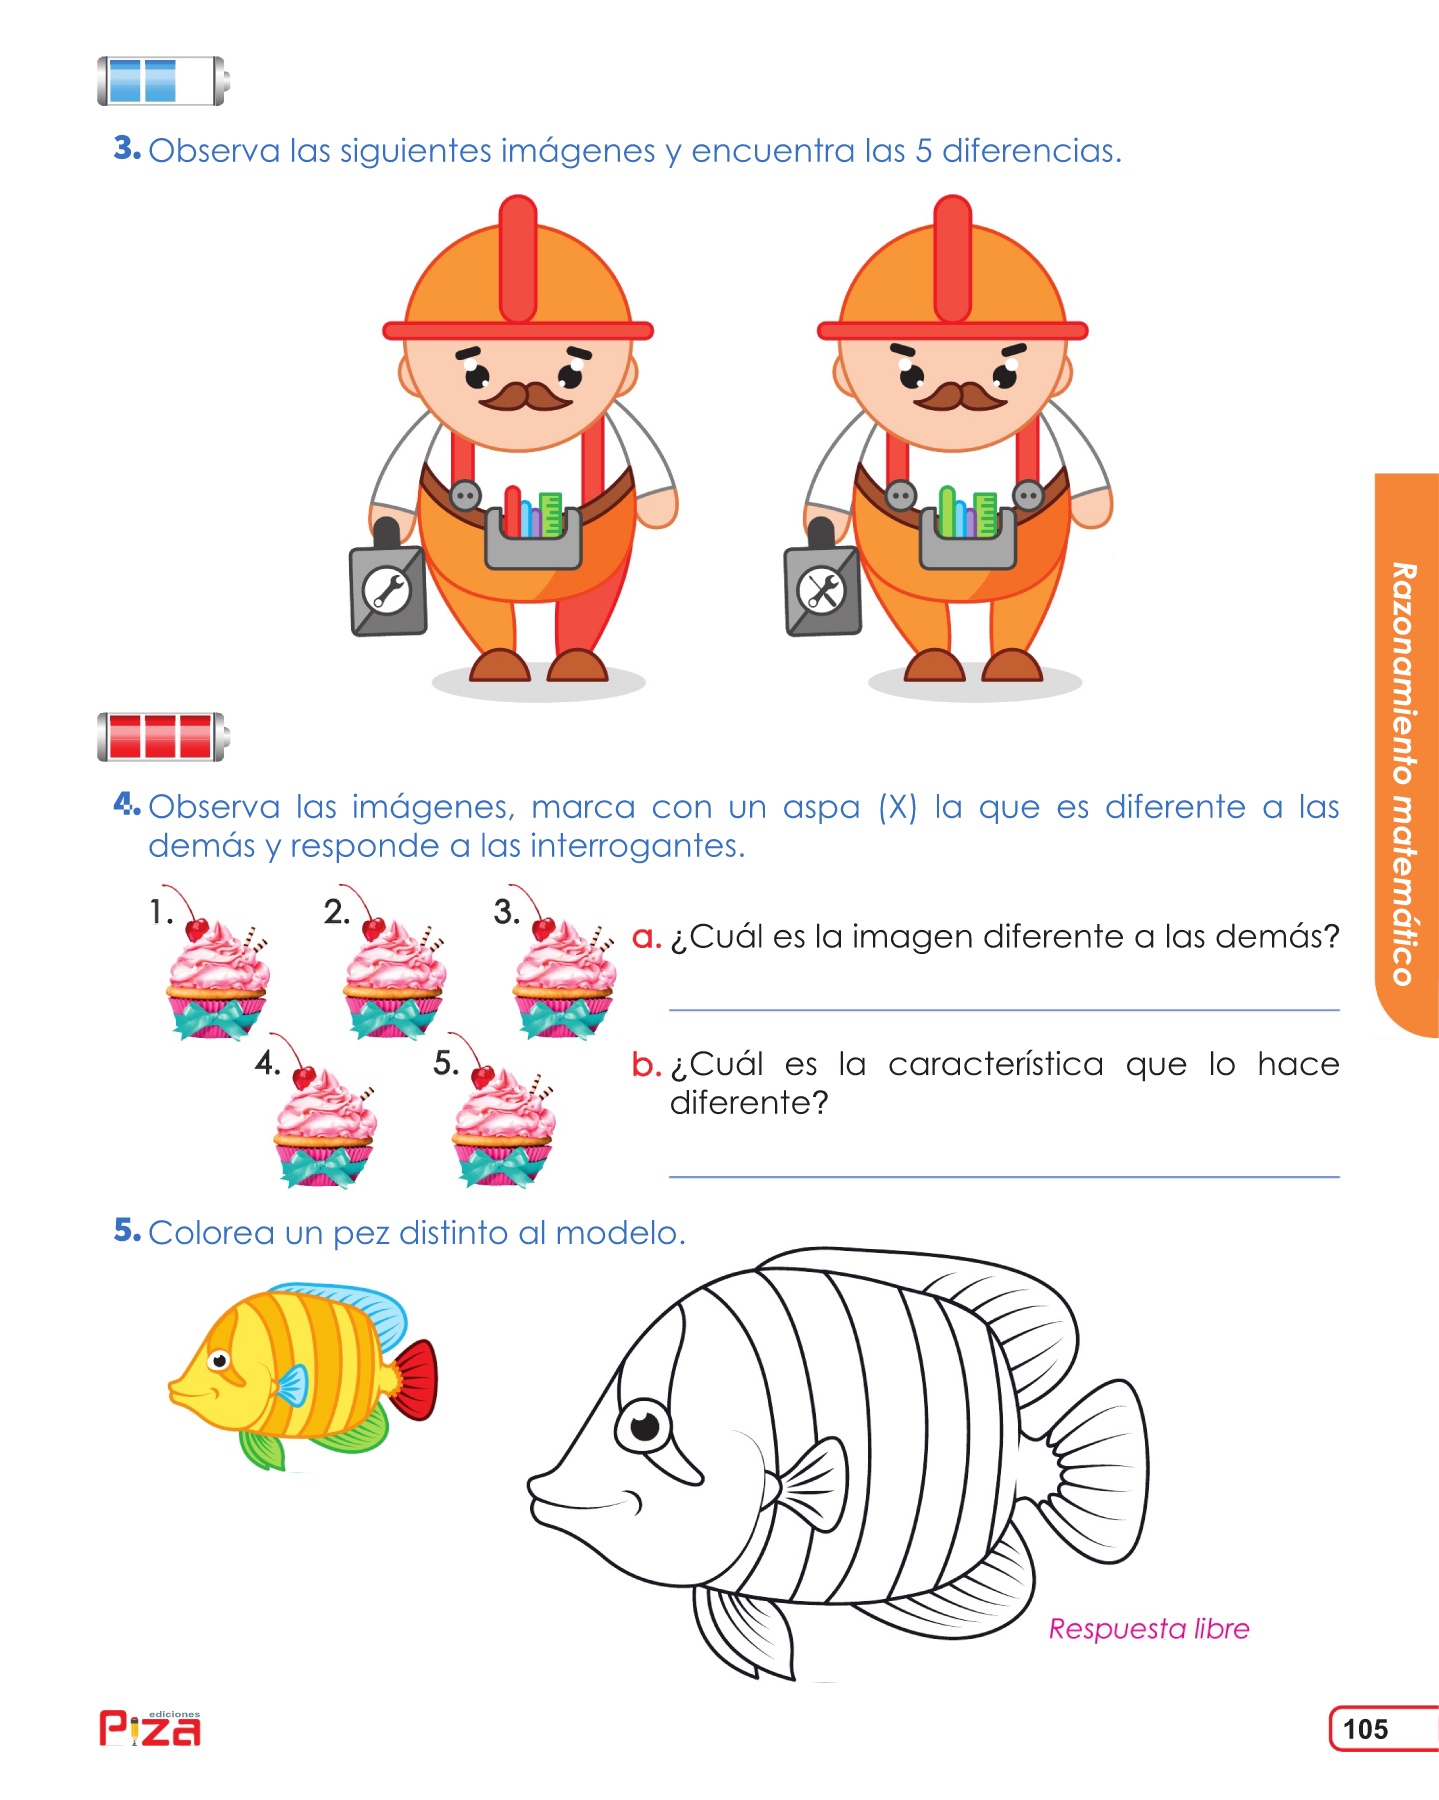 3. Observa las siguientes imágenes y encuentra las 5 diferencias.
4. Observa las imágenes, marca con un aspa (X) la que es diferente a las
demás y responde a las interrogantes.
1.
2.
3.
4.
5.
a. ¿Cuál es la imagen diferente a las demás?
b. ¿Cuál es la característica que lo hace
diferente?
5. Colorea un pez distinto al modelo.
Respuesta libre
Razonamiento matemático
ediciones
Piza
105